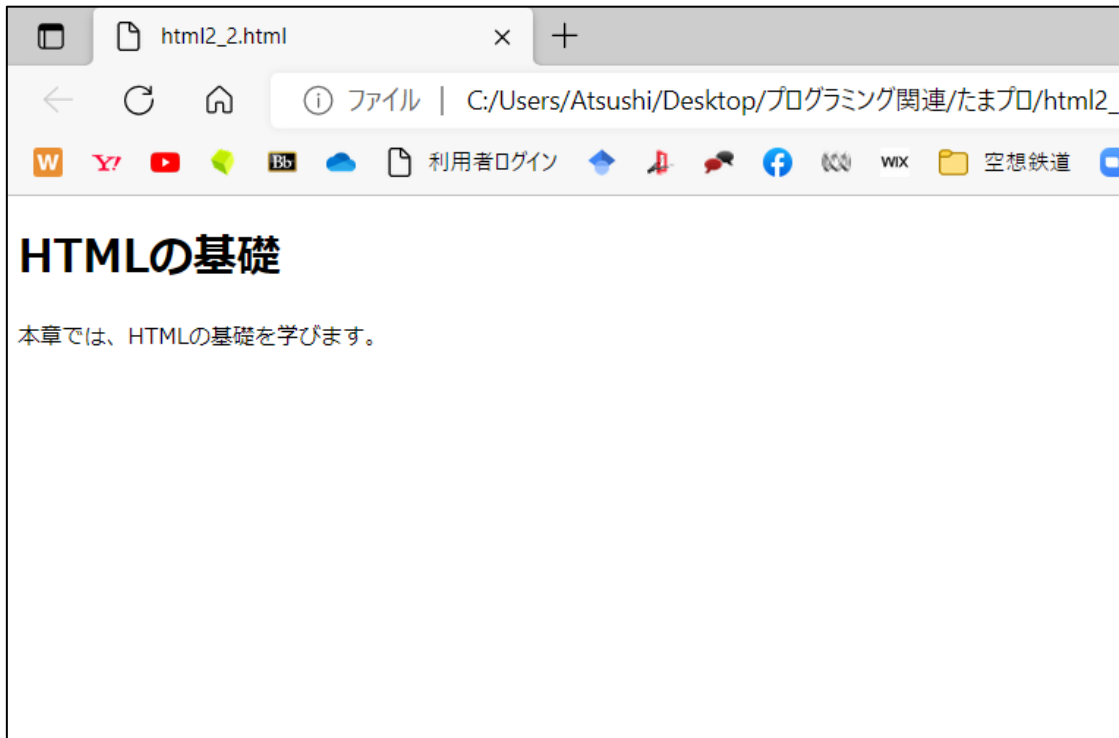 html2_2.html
ファイル | C:/Users/Atsushi/Desktop/プログラミング関連/たまプロ/html2_
W Y! Bb 利用者ログイン WIX 空想鉄道
HTMLの基礎
本章では、HTMLの基礎を学びます。